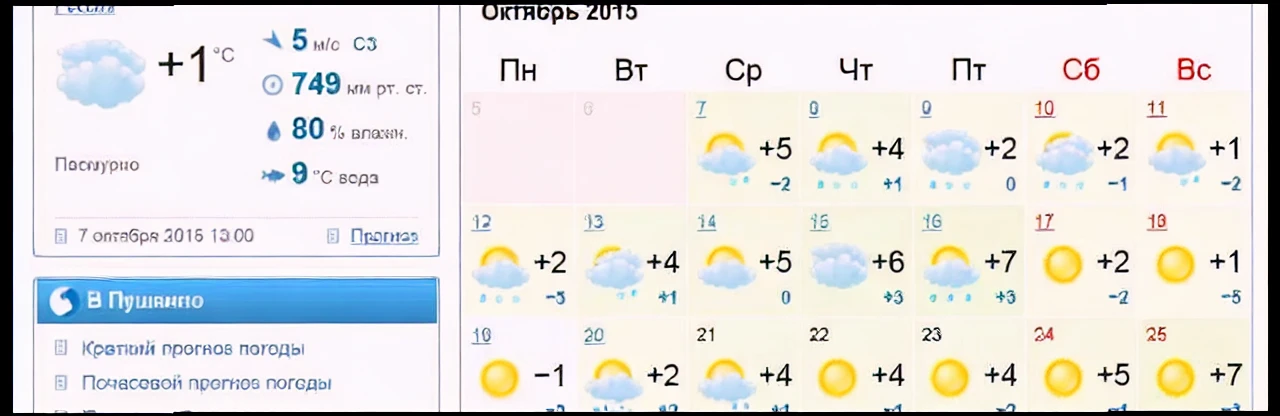 Октябрь 2015
+1 °C
5 м/с СЗ
749 мм рт. ст.
80 % влажн.
9 °C вода
Пасмурно
7 октября 2015 13:00
Прогноз
В Пушкино
Краткий прогноз погоды
Почасовой прогноз погоды
Пн Вт Ср Чт Пт Сб Вс
5 6 7 8 9 10 11
+5 +4 +2 +2 +1
-2 +1 0 -1 -2
12 13 14 15 16 17 18
+2 +4 +5 +6 +7 +2 +1
+1 0 +3 +3 -2 -5
19 20 21 22 23 24 25
-1 +2 +4 +4 +4 +5 +7